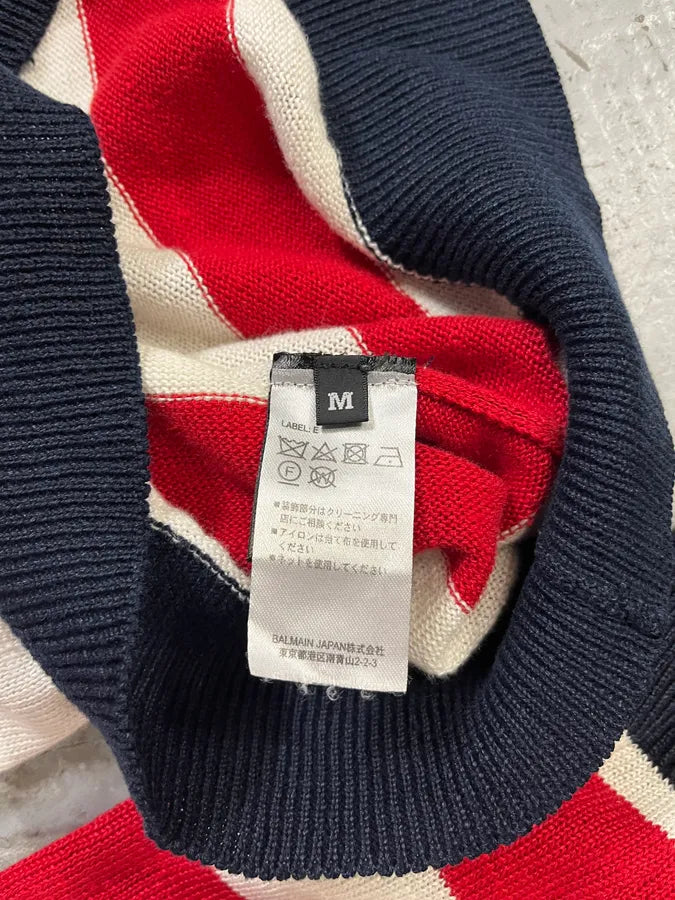 M
LABEL: E
F
W
■装飾部分はクリーニング専門
店にご相談ください
■アイロンは当て布を使用して
ください
■ネットを使用してください
BALMAIN JAPAN株式会社
東京都港区南青山2-2-3